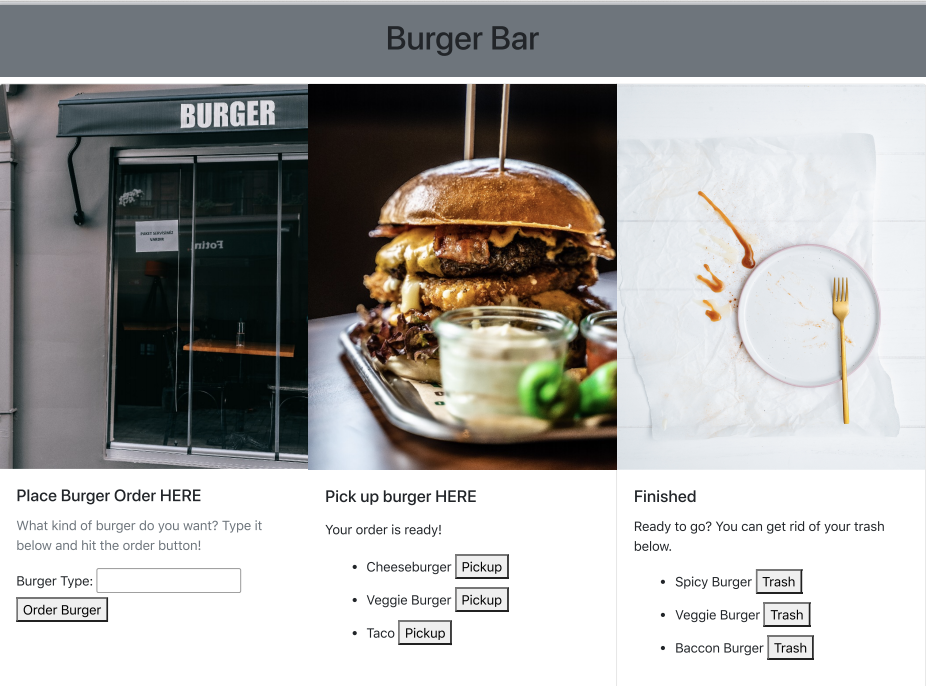 Burger Bar
BURGER
Place Burger Order HERE
What kind of burger do you want? Type it
below and hit the order button!
Burger Type:
Order Burger
Pick up burger HERE
Your order is ready!
Cheeseburger Pickup
Veggie Burger Pickup
Taco Pickup
Finished
Ready to go? You can get rid of your trash
below.
Spicy Burger Trash
Veggie Burger Trash
Baccon Burger Trash